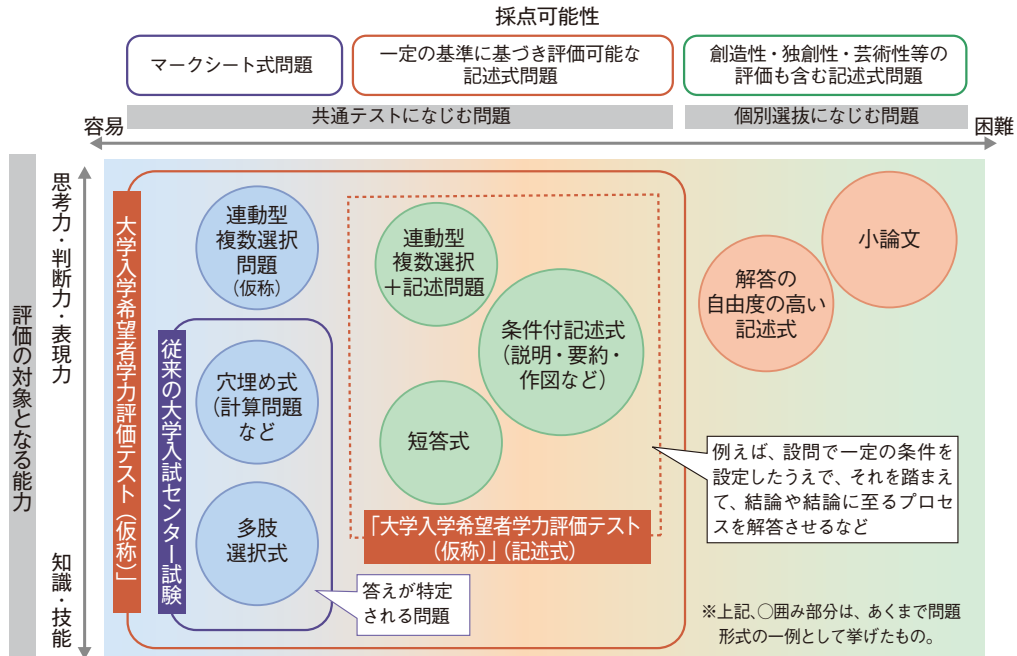 採点可能性
マークシート式問題
一定の基準に基づき評価可能な
記述式問題
創造性・独創性・芸術性等の
評価も含む記述式問題
共通テストになじむ問題
個別選抜になじむ問題
容易
困難
評価の対象となる能力
思考力・判断力・表現力
知識・技能
大学入学希望者学力評価テスト（仮称）」
従来の大学入試センター試験
連動型
複数選択
問題
（仮称）
穴埋め式
（計算問題
など
多肢
選択式
答えが特定
される問題
連動型
複数選択
＋記述問題
条件付記述式
（説明・要約・
作図など）
短答式
「大学入学希望者学力評価テスト
（仮称）」（記述式）
解答の
自由度の高い
記述式
小論文
例えば、設問で一定の条件を
設定したうえで、それを踏まえ
て、結論や結論に至るプロセ
スを解答させるなど
※上記、○囲み部分は、あくまで問題
形式の一例として挙げたもの。